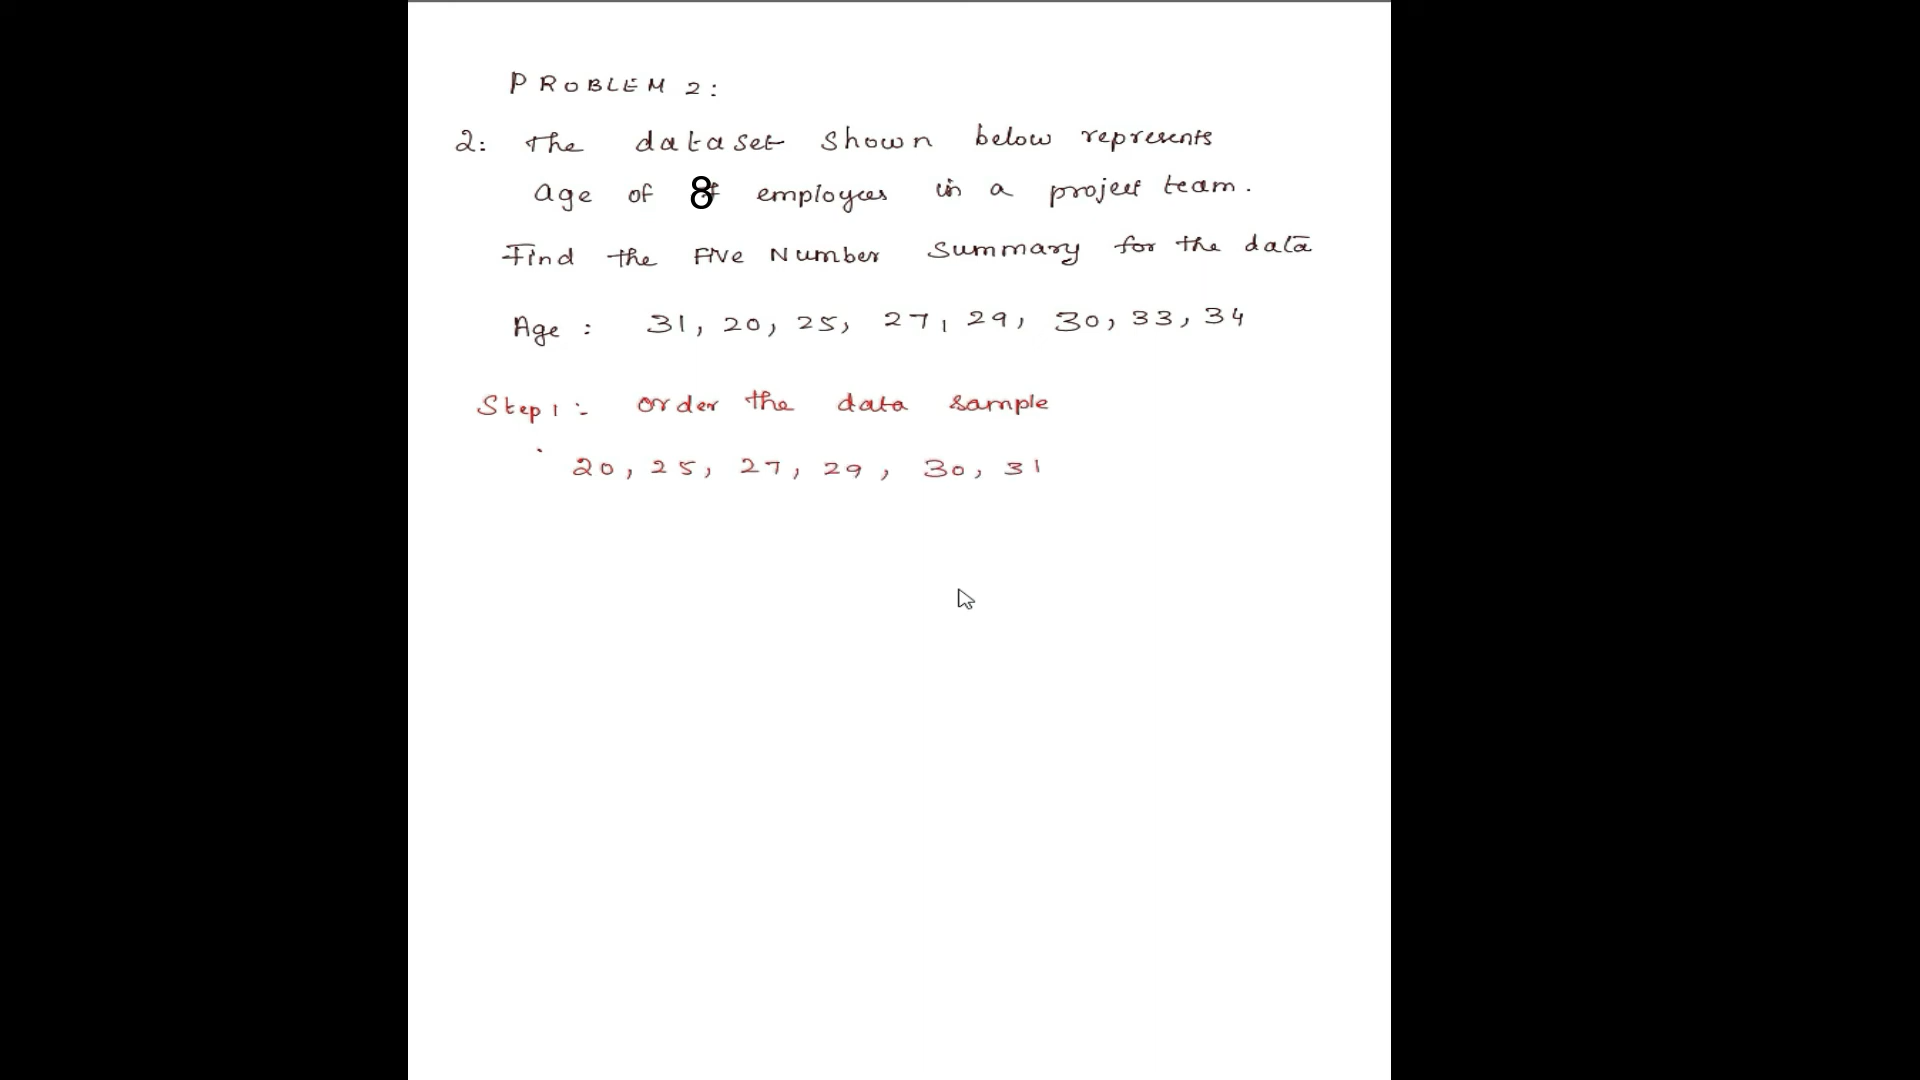 PROBLEM 2:
2: The dataset shown below represents
age of 8 employees in a project team.
Find the Five Number Summary for the data
Age : 31, 20, 25, 27, 29, 30, 33, 34
Step 1 :- order the data sample
20, 25, 27, 29, 30, 31